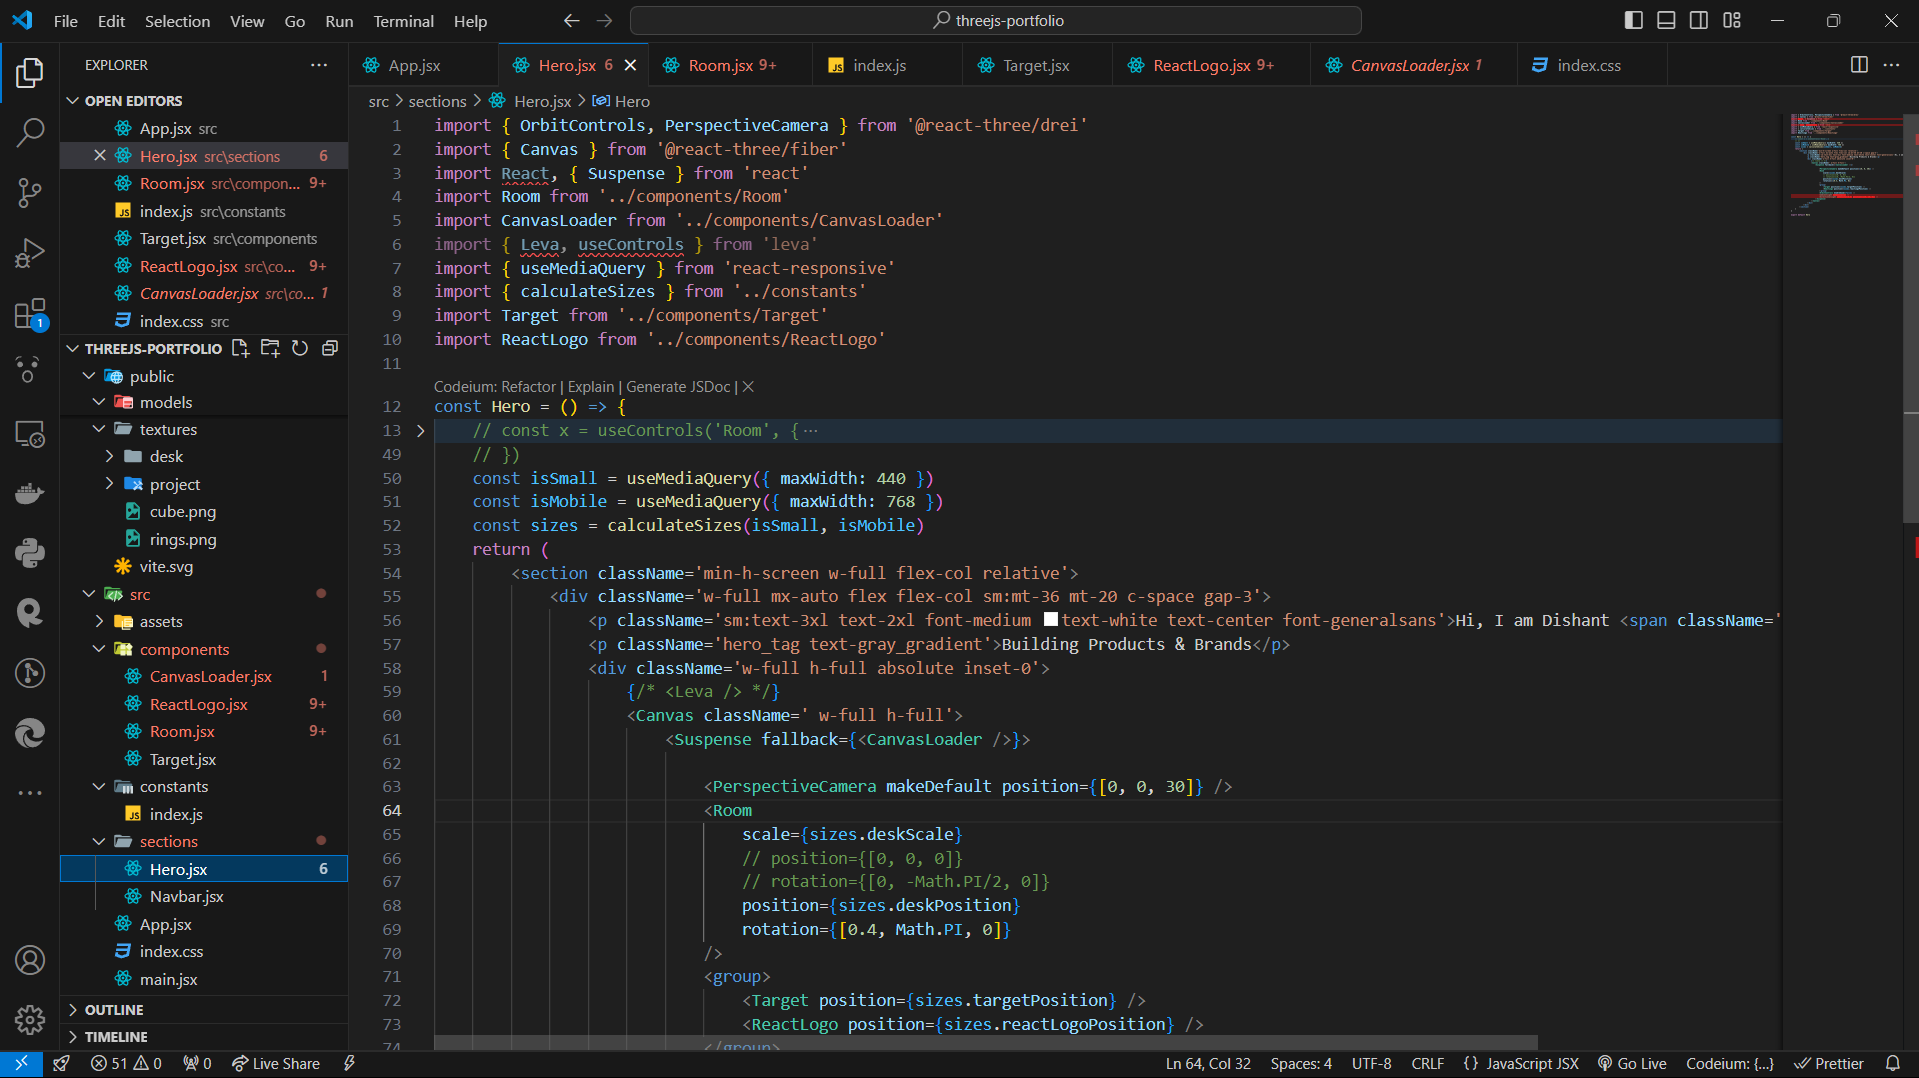 File Edit Selection View Go Run Terminal Help
threejs-portfolio
EXPLORER
OPEN EDITORS
App.jsx src
Hero.jsx src\sections 6
Room.jsx src\compon... 9+
index.js src\constants
Target.jsx src\components
ReactLogo.jsx src\co... 9+
CanvasLoader.jsx src\co... 1
index.css src
THREEJS-PORTFOLIO
public
models
textures
desk
project
cube.png
rings.png
vite.svg
src
assets
components
CanvasLoader.jsx 1
ReactLogo.jsx 9+
Room.jsx 9+
Target.jsx
constants
index.js
sections
Hero.jsx 6
Navbar.jsx
App.jsx
index.css
main.jsx
OUTLINE
TIMELINE
1
App.jsx Hero.jsx 6 Room.jsx 9+ index.js Target.jsx ReactLogo.jsx 9+ CanvasLoader.jsx 1 index.css
src > sections > Hero.jsx > Hero
1 import { OrbitControls, PerspectiveCamera } from '@react-three/drei'
2 import { Canvas } from '@react-three/fiber'
3 import React, { Suspense } from 'react'
4 import Room from '../components/Room'
5 import CanvasLoader from '../components/CanvasLoader'
6 import { Leva, useControls } from 'leva'
7 import { useMediaQuery } from 'react-responsive'
8 import { calculateSizes } from '../constants'
9 import Target from '../components/Target'
10 import ReactLogo from '../components/ReactLogo'
11
Codeium: Refactor | Explain | Generate JSDoc | X
12 const Hero = () => {
13 // const x = useControls('Room', {···
49 // })
50 const isSmall = useMediaQuery({ maxWidth: 440 })
51 const isMobile = useMediaQuery({ maxWidth: 768 })
52 const sizes = calculateSizes(isSmall, isMobile)
53 return (
54 <section className='min-h-screen w-full flex-col relative'>
55 <div className='w-full mx-auto flex flex-col sm:mt-36 mt-20 c-space gap-3'>
56 <p className='sm:text-3xl text-2xl font-medium text-white text-center font-generalsans'>Hi, I am Dishant <span className='
57 <p className='hero_tag text-gray_gradient'>Building Products & Brands</p>
58 <div className='w-full h-full absolute inset-0'>
59 {/* <Leva /> */}
60 <Canvas className=' w-full h-full'>
61 <Suspense fallback={<CanvasLoader />}>
62
63 <PerspectiveCamera makeDefault position={[0, 0, 30]} />
64 <Room
65 scale={sizes.deskScale}
66 // position={[0, 0, 0]}
67 // rotation={[0, -Math.PI/2, 0]}
68 position={sizes.deskPosition}
69 rotation={[0.4, Math.PI, 0]}
70 />
71 <group>
72 <Target position={sizes.targetPosition} />
73 <ReactLogo position={sizes.reactLogoPosition} />
74 </group>
51 0 0 Live Share Ln 64, Col 32 Spaces: 4 UTF-8 CRLF {} JavaScript JSX Go Live Codeium: {...} Prettier